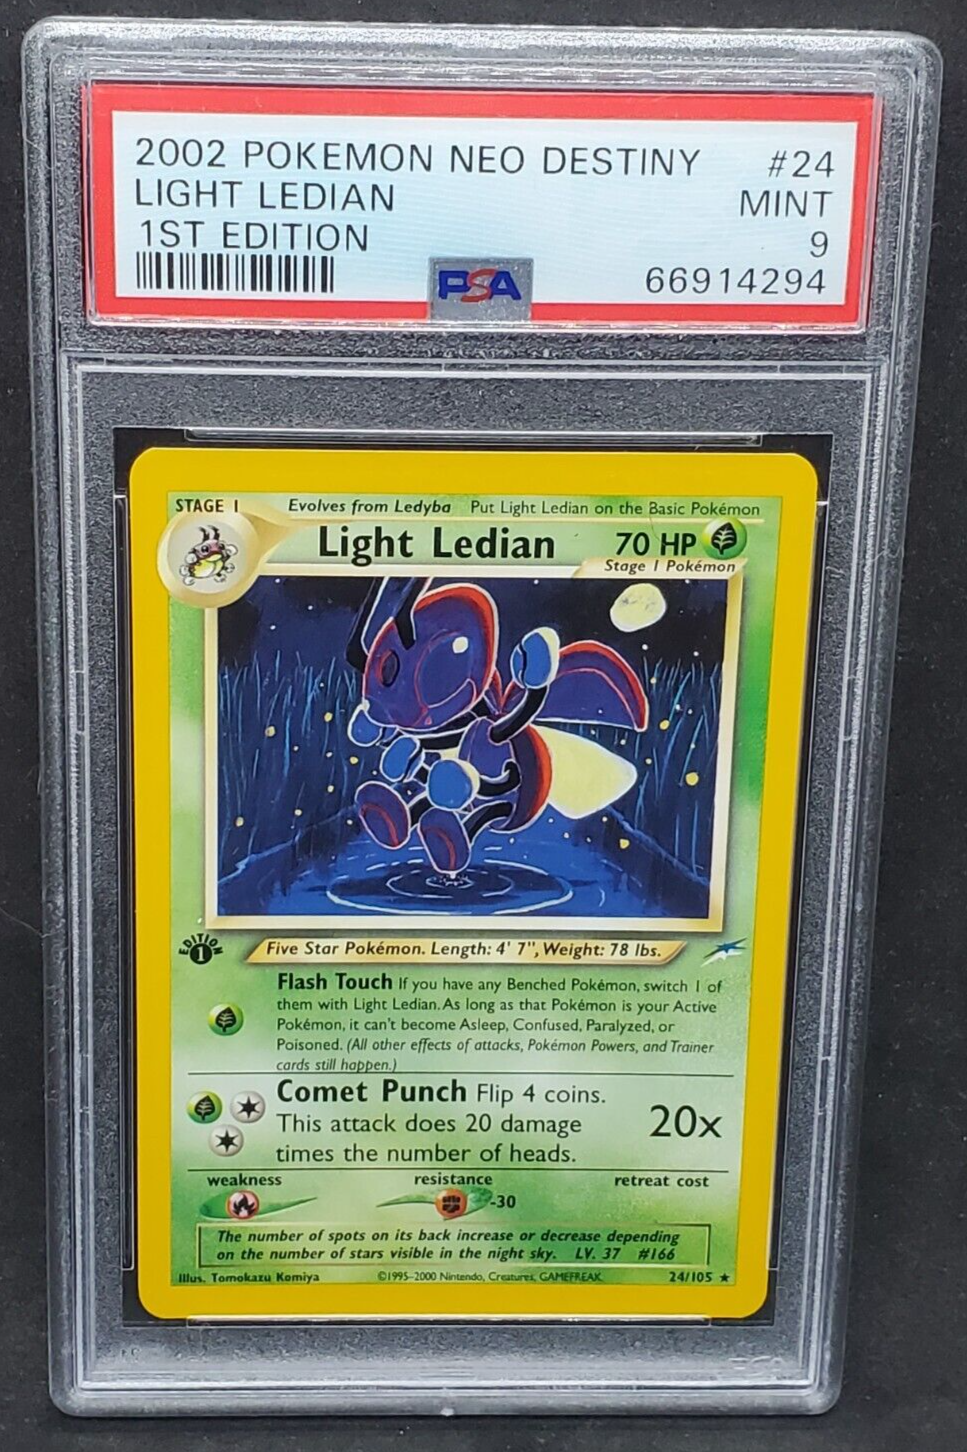 2002 POKEMON NEO DESTINY #24
LIGHT LEDIAN MINT
1ST EDITION 9
PSA 66914294
STAGE 1 Evolves from Ledyba Put Light Ledian on the Basic Pokémon
Light Ledian 70 HP
Stage 1 Pokémon
EDITION
1
Five Star Pokémon. Length: 4' 7", Weight: 78 lbs.
Flash Touch If you have any Benched Pokémon, switch 1 of
them with Light Ledian. As long as that Pokémon is your Active
Pokémon, it can't become Asleep, Confused, Paralyzed, or
Poisoned. (All other effects of attacks, Pokémon Powers, and Trainer
cards still happen.)
Comet Punch Flip 4 coins.
This attack does 20 damage 20x
times the number of heads.
weakness resistance retreat cost
-30
The number of spots on its back increase or decrease depending
on the number of stars visible in the night sky. LV. 37 #166
Illus. Tomokazu Komiya ©1995-2000 Nintendo, Creatures, GAMEFREAK. 24/105 ★